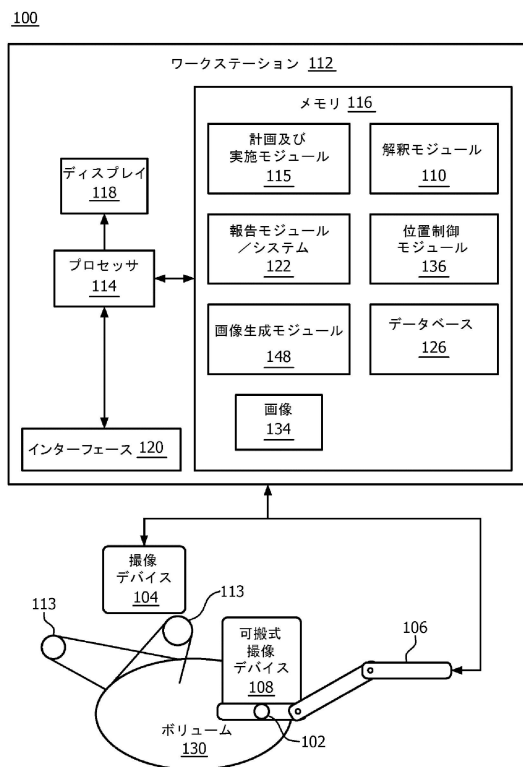 100
ワークステーション 112
メモリ 116
計画及び
実施モジュール
115
解釈モジュール
110
ディスプレイ
118
報告モジュール
/システム
122
位置制御
モジュール
136
プロセッサ
114
画像生成モジュール
148
データベース
126
画像
134
インターフェース 120
撮像
デバイス
104
113
113
可搬式
撮像
デバイス
108
106
ボリューム
130
102